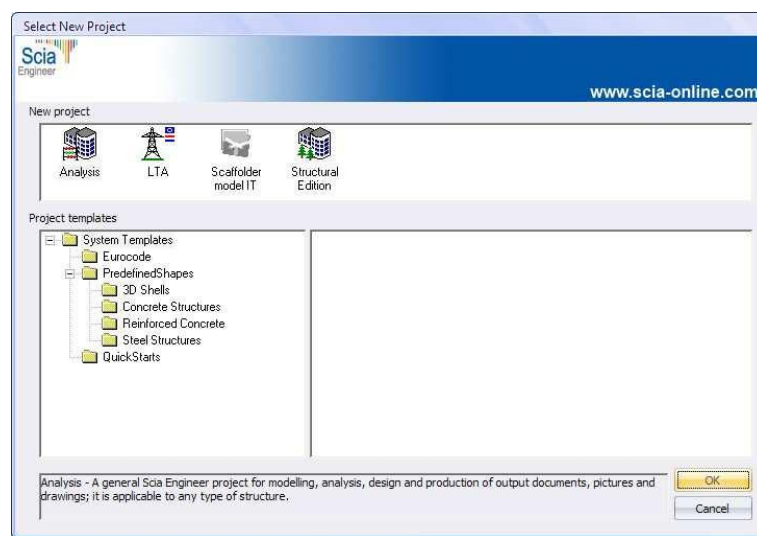 Select New Project
Scia
Engineer
www.scia-online.com
New project
Analysis
LTA
Scaffolder
model IT
Structural
Edition
Project templates
System Templates
Eurocode
PredefinedShapes
3D Shells
Concrete Structures
Reinforced Concrete
Steel Structures
QuickStarts
Analysis - A general Scia Engineer project for modelling, analysis, design and production of output documents, pictures and
drawings; it is applicable to any type of structure.
OK
Cancel